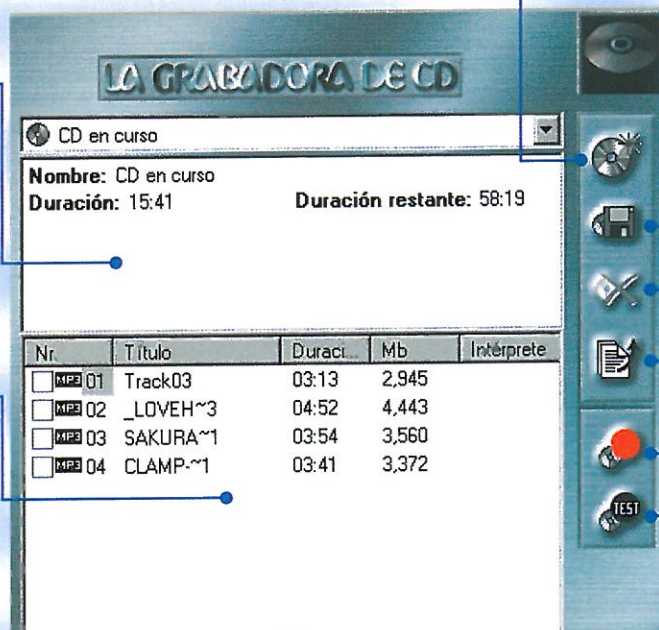 LA GRABADORA DE CD
CD en curso
Nombre: CD en curso
Duración: 15:41 Duración restante: 58:19
Nr. Título Duraci... Mb Intérprete
MP3 01 Track03 03:13 2,945
MP3 02 _LOVEH~3 04:52 4,443
MP3 03 SAKURA~1 03:54 3,560
MP3 04 CLAMP-~1 03:41 3,372
TEST